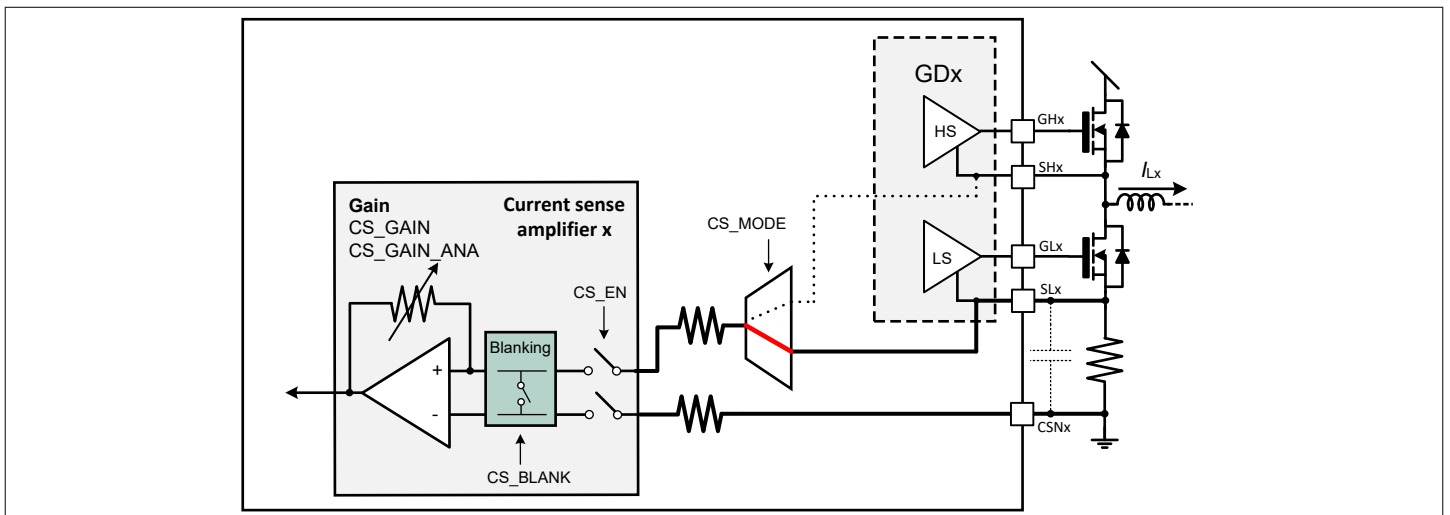 GDx
HS
GHx
SHx
ILx
LS
GLx
SLx
CSNx
CS_MODE
Gain
CS_GAIN
CS_GAIN_ANA
Current sense
amplifier x
CS_EN
Blanking
+
-
CS_BLANK